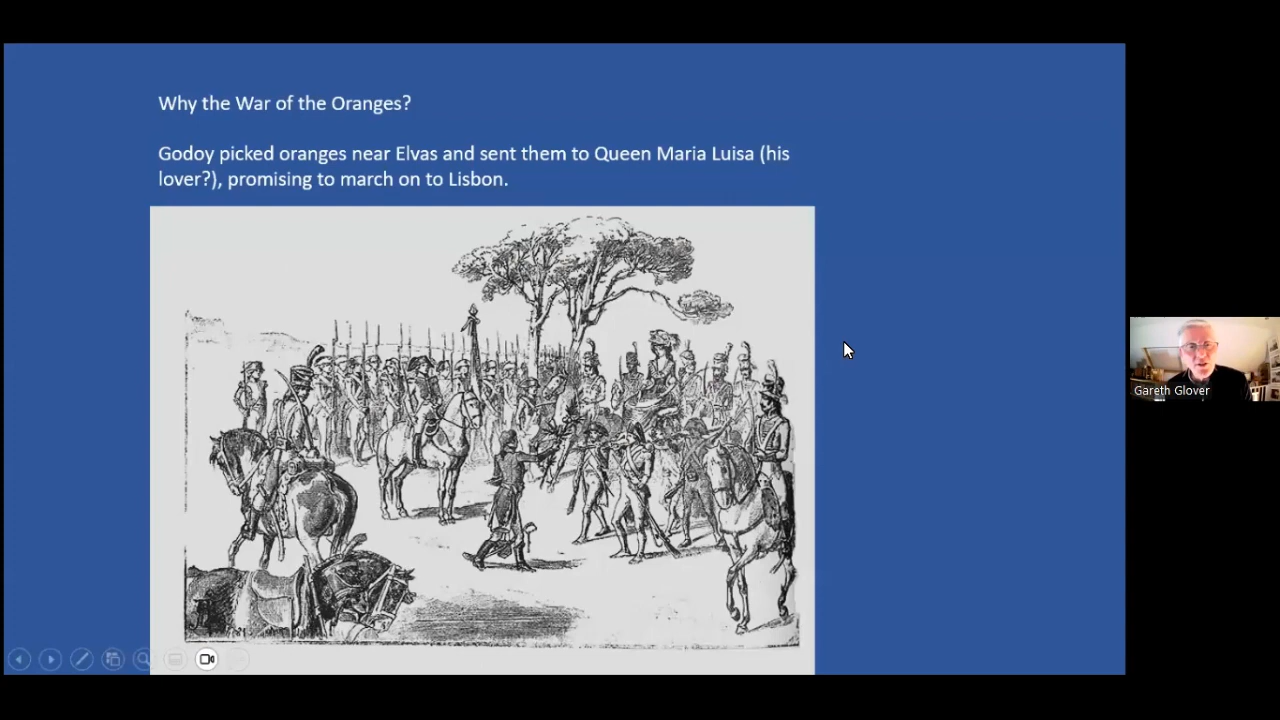 Why the War of the Oranges?
Godoy picked oranges near Elvas and sent them to Queen Maria Luisa (his
lover?), promising to march on to Lisbon.
Gareth Glover